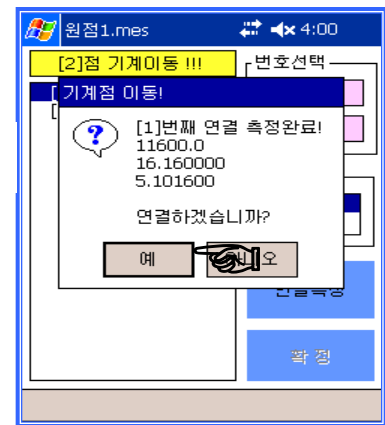 원점1.mes 4:00
[2]점 기계이동 !!!
번호선택
기계점 이동!
[1]번째 연결 측정완료!
11600.0
16.160000
5.101600
연결하겠습니까?
예
오
확 정